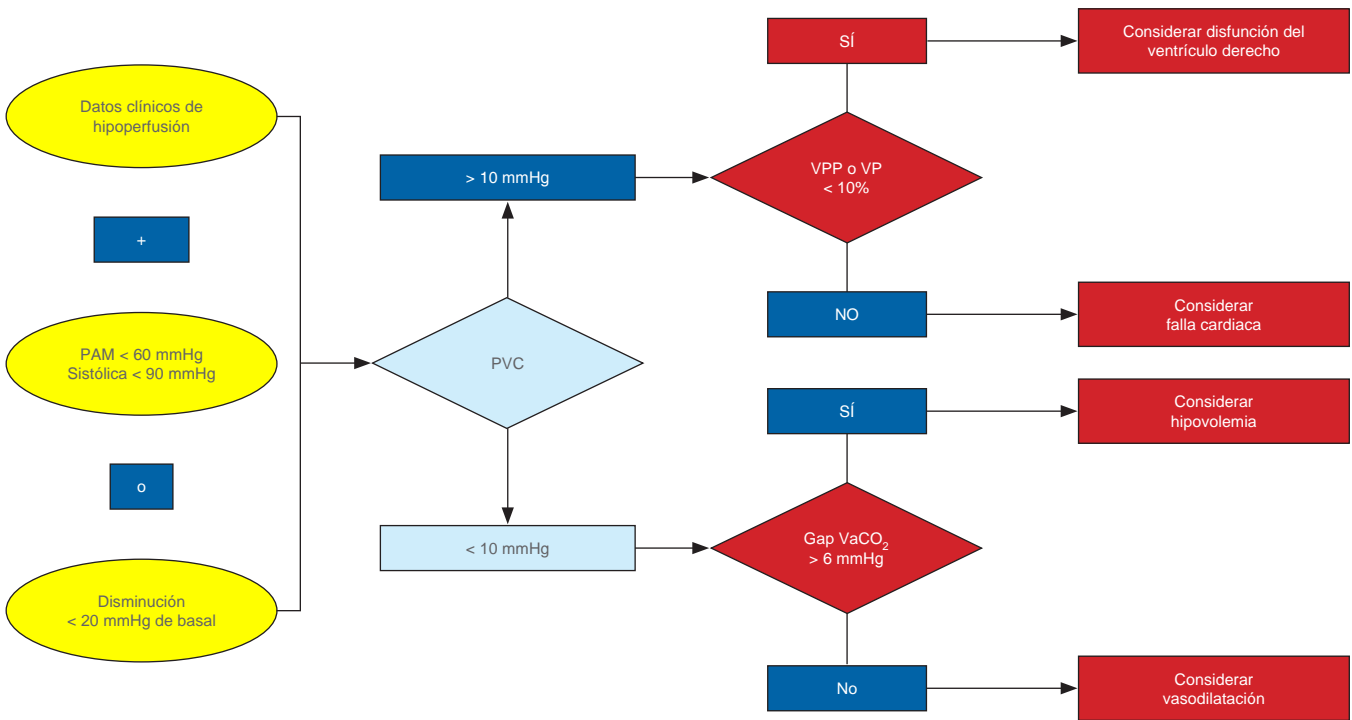 Datos clínicos de
hipoperfusión
+
PAM < 60 mmHg
Sistólica < 90 mmHg
o
Disminución
< 20 mmHg de basal
PVC
> 10 mmHg
< 10 mmHg
VPP o VP
< 10%
SÍ
Considerar disfunción del
ventrículo derecho
NO
Considerar
falla cardiaca
Gap VaCO₂
> 6 mmHg
SÍ
Considerar
hipovolemia
No
Considerar
vasodilatación